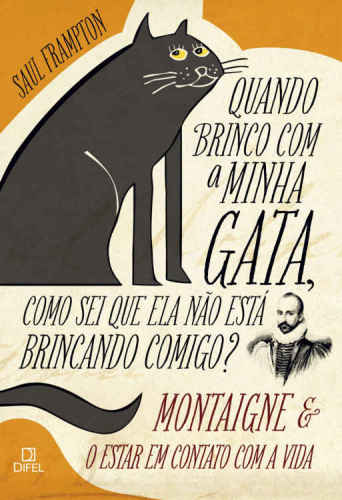 SAUL FRAMPTON
QUANDO
BRINCO COM
a MINHA
GATA,
COMO SEI QUE ELA NÃO ESTÁ
BRINCANDO COMIGO?
MONTAIGNE &
O ESTAR EM CONTATO COM A VIDA
DIFEL